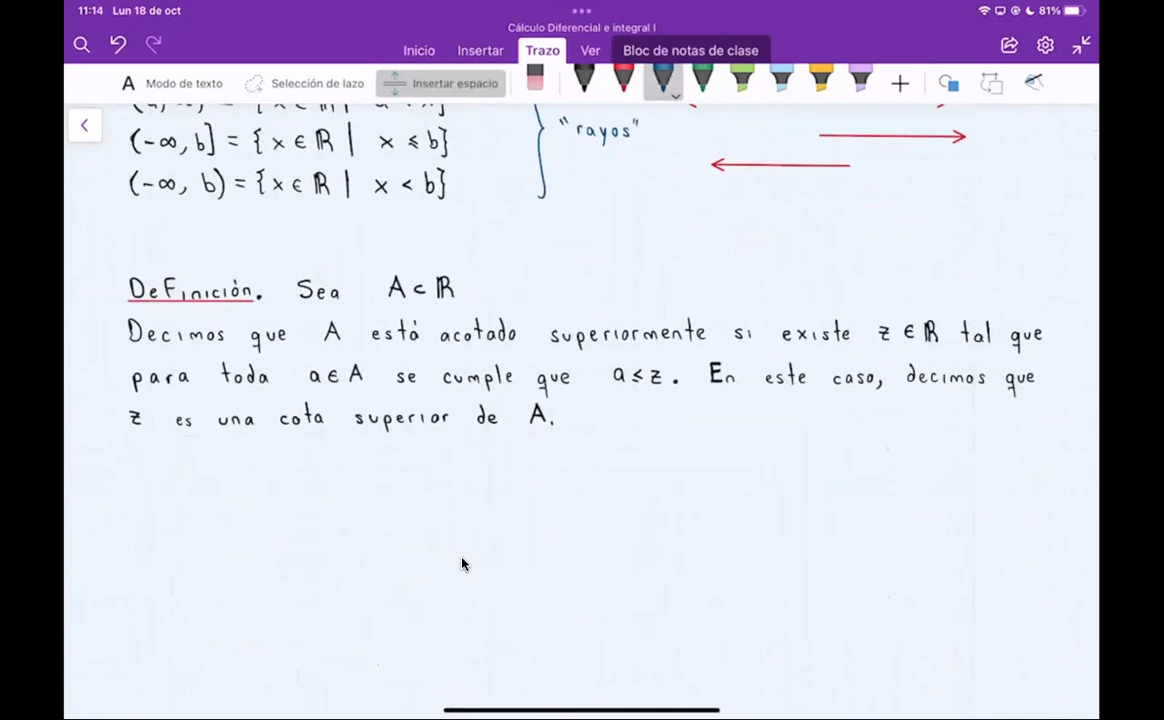 11:14 Lun 18 de oct
81%
Cálculo Diferencial e integral I
Inicio Insertar Trazo Ver Bloc de notas de clase
A Modo de texto Selección de lazo Insertar espacio
(-∞, b] = {x ∈ ℝ | x ≤ b}
"rayos"
(-∞, b) = {x ∈ ℝ | x < b}
Definición. Sea A ⊂ ℝ
Decimos que A está acotado superiormente si existe z ∈ ℝ tal que
para toda a ∈ A se cumple que a ≤ z. En este caso, decimos que
z es una cota superior de A.